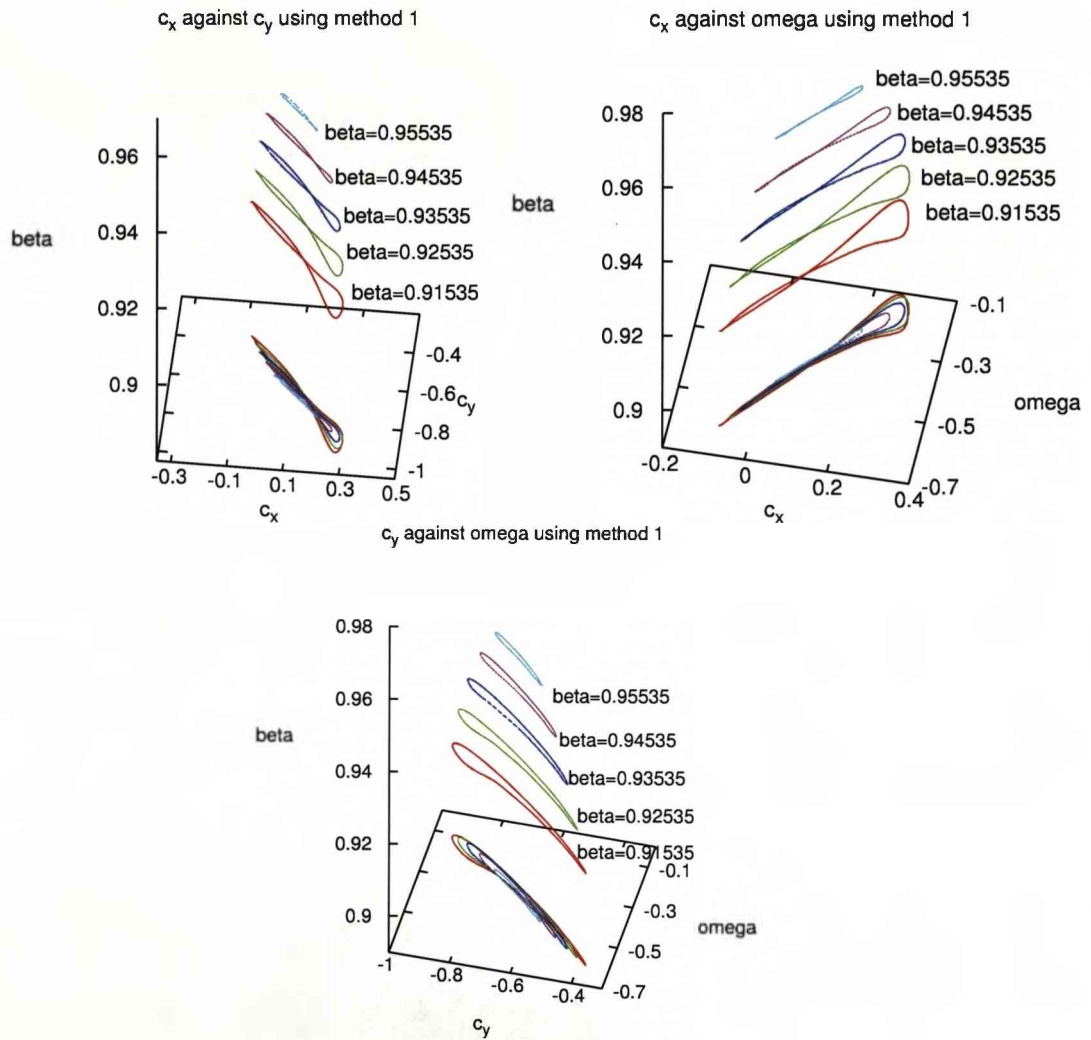 c_x against c_y using method 1
beta=0.95535
beta=0.94535
beta=0.93535
beta=0.92535
beta=0.91535
0.96
0.94
0.92
0.9
beta
-0.4
-0.6
-0.8
-1
c_y
-0.3
-0.1
0.1
0.3
0.5
c_x
c_x against omega using method 1
beta=0.95535
beta=0.94535
beta=0.93535
beta=0.92535
beta=0.91535
0.98
0.96
0.94
0.92
0.9
beta
-0.1
-0.3
-0.5
-0.7
omega
-0.2
0
0.2
0.4
c_x
c_y against omega using method 1
beta=0.95535
beta=0.94535
beta=0.93535
beta=0.92535
beta=0.91535
0.98
0.96
0.94
0.92
0.9
beta
-0.1
-0.3
-0.5
-0.7
omega
-1
-0.8
-0.6
-0.4
c_y